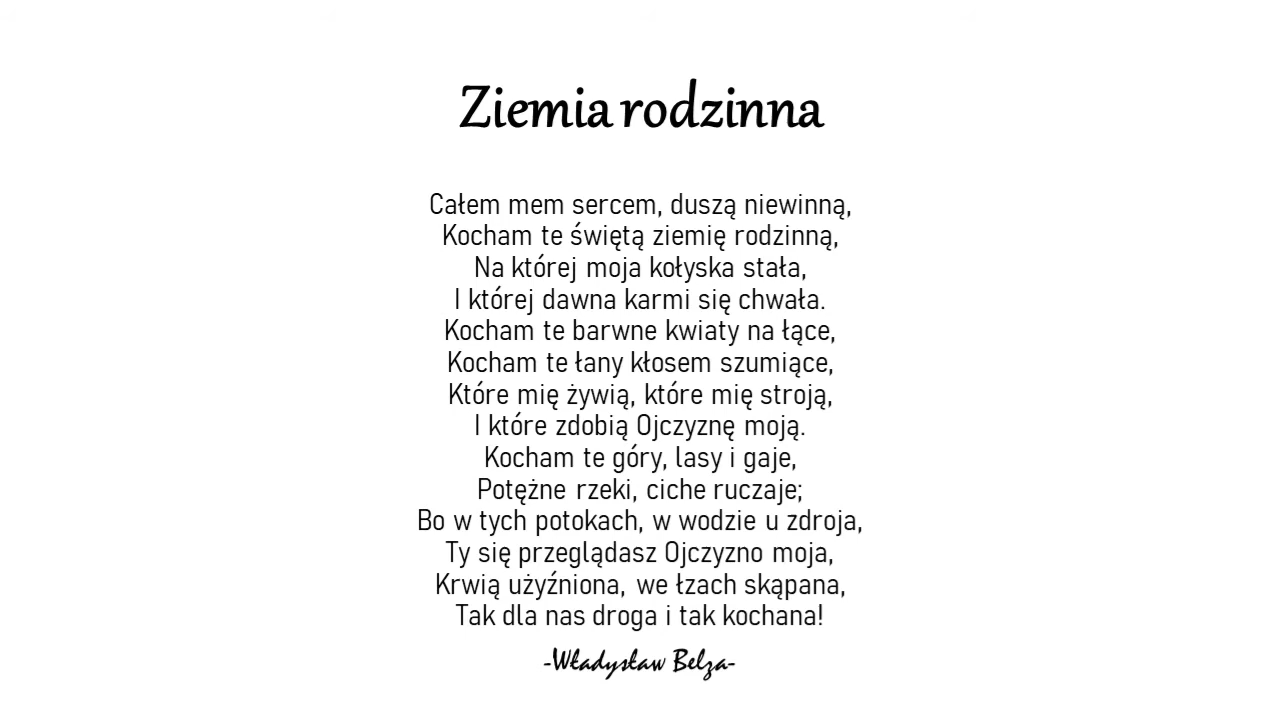 Ziemia rodzinna
Całem mem sercem, duszą niewinną,
Kocham te świętą ziemię rodzinną,
Na której moja kołyska stała,
I której dawna karmi się chwała.
Kocham te barwne kwiaty na łące,
Kocham te łany kłosem szumiące,
Które mię żywią, które mię stroją,
I które zdobią Ojczyznę moją.
Kocham te góry, lasy i gaje,
Potężne rzeki, ciche ruczaje;
Bo w tych potokach, w wodzie u zdroja,
Ty się przeglądasz Ojczyzno moja,
Krwią użyźniona, we łzach skąpana,
Tak dla nas droga i tak kochana!
-Władysław Bełza-